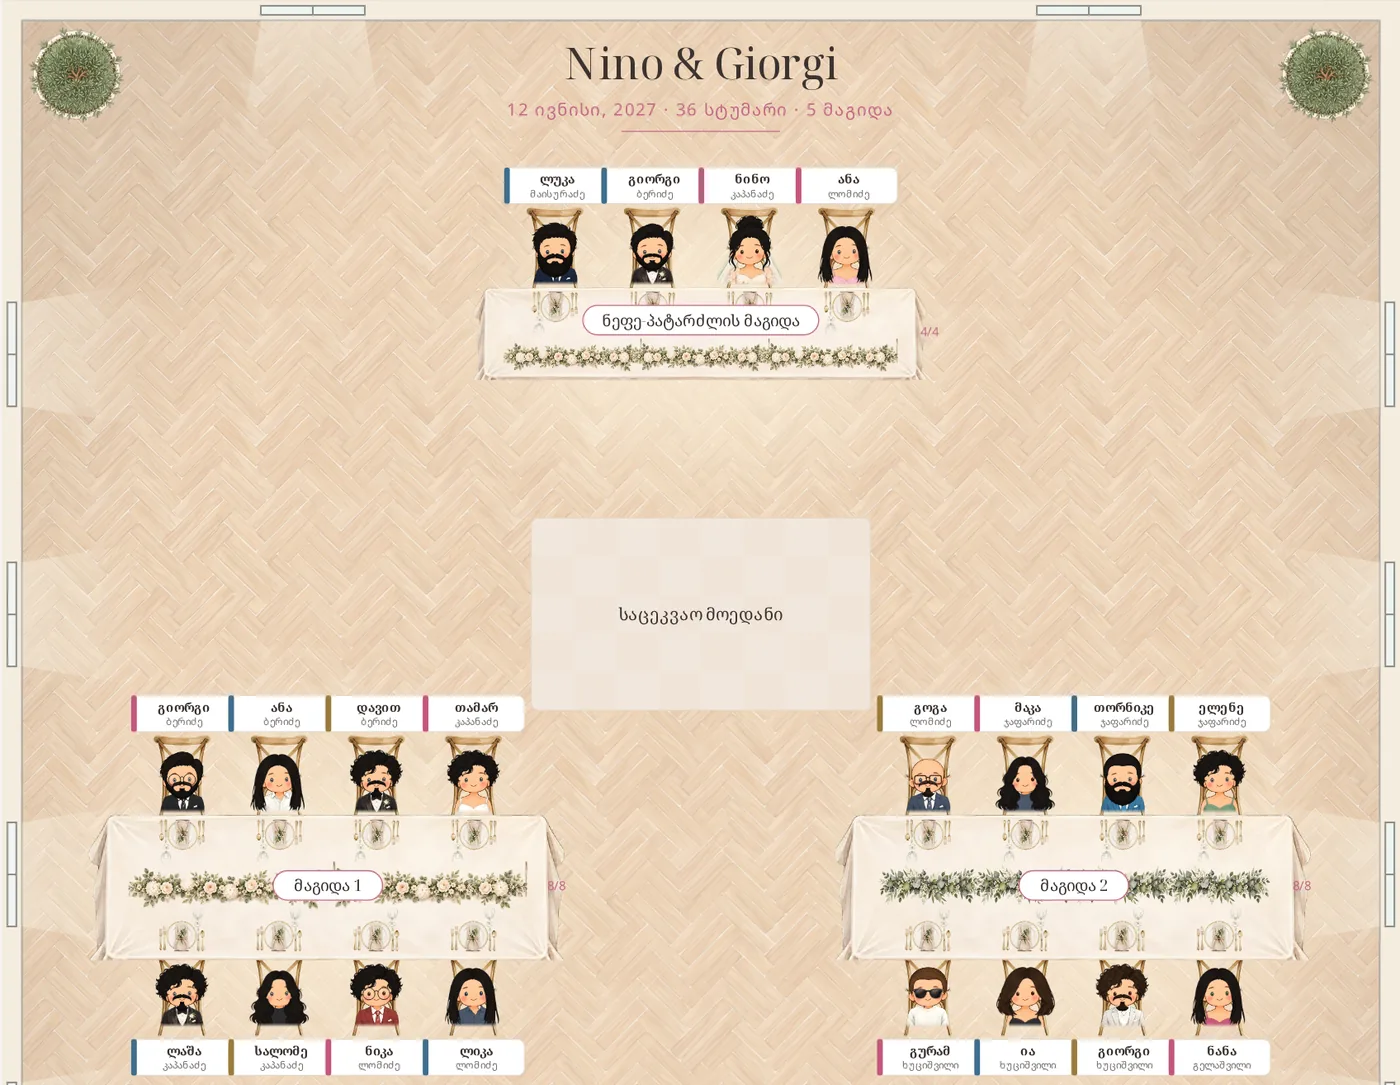 Nino & Giorgi
12 ივნისი, 2027 · 36 სტუმარი · 5 მაგიდა
ლუკა
მაისურაძე
გიორგი
ბერიძე
ნინო
კაპანაძე
ანა
ლომიძე
ნეფე-პატარძლის მაგიდა
4/4
საცეკვაო მოედანი
გიორგი
ბერიძე
ანა
ბერიძე
დავით
ბერიძე
თამარ
კაპანაძე
მაგიდა 1
8/8
ლაშა
კაპანაძე
სალომე
კაპანაძე
ნიკა
ლომიძე
ლიკა
ლომიძე
გოგა
ლომიძე
მაკა
ჯაფარიძე
თორნიკე
ჯაფარიძე
ელენე
ჯაფარიძე
მაგიდა 2
8/8
გურამ
ხუციშვილი
ია
ხუციშვილი
გიორგი
ხუციშვილი
ნანა
გელაშვილი